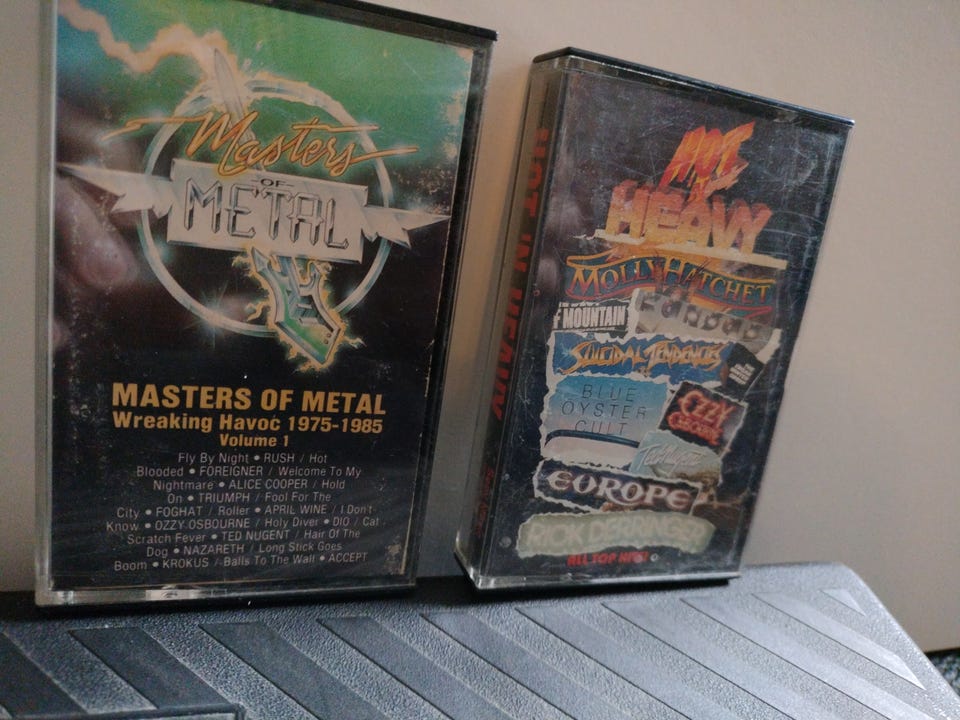 Masters
OF
METAL
MASTERS OF METAL
Wreaking Havoc 1975-1985
Volume 1
Fly By Night • RUSH / Hot
Blooded • FOREIGNER / Welcome To My
Nightmare • ALICE COOPER / Hold
On • TRIUMPH / Fool For The
City • FOGHAT / Roller • APRIL WINE / I Don't
Know • OZZY OSBOURNE / Holy Diver • DIO / Cat
Scratch Fever • TED NUGENT / Hair Of The
Dog • NAZARETH / Long Stick Goes
Boom • KROKUS / Balls To The Wall • ACCEPT
HOT 'N HEAVY
HOT
HEAVY
MOLLY HATCHET
MOUNTAIN
SUICIDAL TENDENCIES
BLUE
OYSTER
CULT
OZZY
OSBOURNE
EUROPE
RICK DERRINGER
ALL TOP HITS!